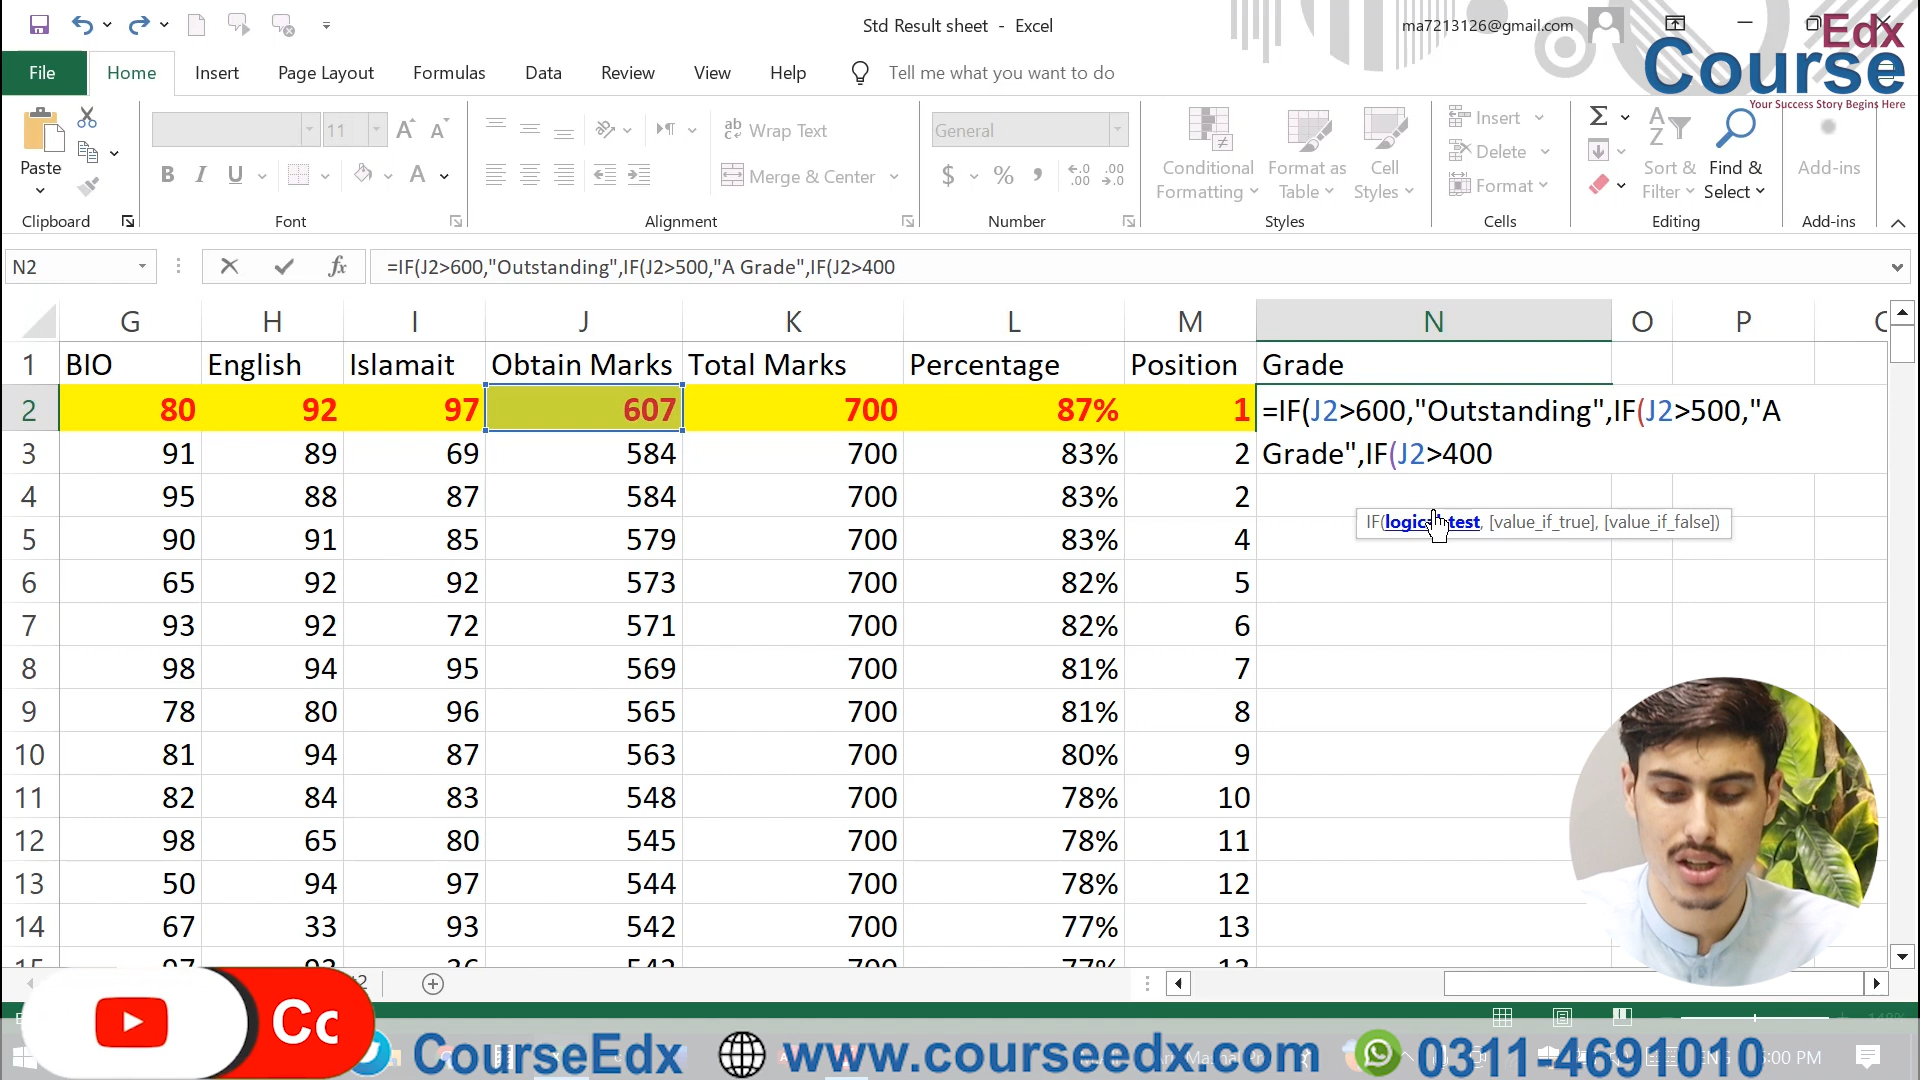 Std Result sheet - Excel
ma7213126@gmail.com
Edx
Course
Your Success Story Begins Here
File Home Insert Page Layout Formulas Data Review View Help Tell me what you want to do
11
General
ab Wrap Text
Merge & Center
Paste
B I U
A
$ % ,
Conditional Formatting
Format as Table
Cell Styles
Insert
Delete
Format
Sort & Filter
Find & Select
Add-ins
Clipboard Font Alignment Number Styles Cells Editing Add-ins
N2
fx
=IF(J2>600,"Outstanding",IF(J2>500,"A Grade",IF(J2>400
G H I J K L M N O P
1 BIO English Islamait Obtain Marks Total Marks Percentage Position Grade
2 80 92 97 607 700 87% 1 =IF(J2>600,"Outstanding",IF(J2>500,"A
3 91 89 69 584 700 83% 2 Grade",IF(J2>400
4 95 88 87 584 700 83% 2
IF(logical_test, [value_if_true], [value_if_false])
5 90 91 85 579 700 83% 4
6 65 92 92 573 700 82% 5
7 93 92 72 571 700 82% 6
8 98 94 95 569 700 81% 7
9 78 80 96 565 700 81% 8
10 81 94 87 563 700 80% 9
11 82 84 83 548 700 78% 10
12 98 65 80 545 700 78% 11
13 50 94 97 544 700 78% 12
14 67 33 93 542 700 77% 13
Co
CourseEdx www.courseedx.com 0311-4691010